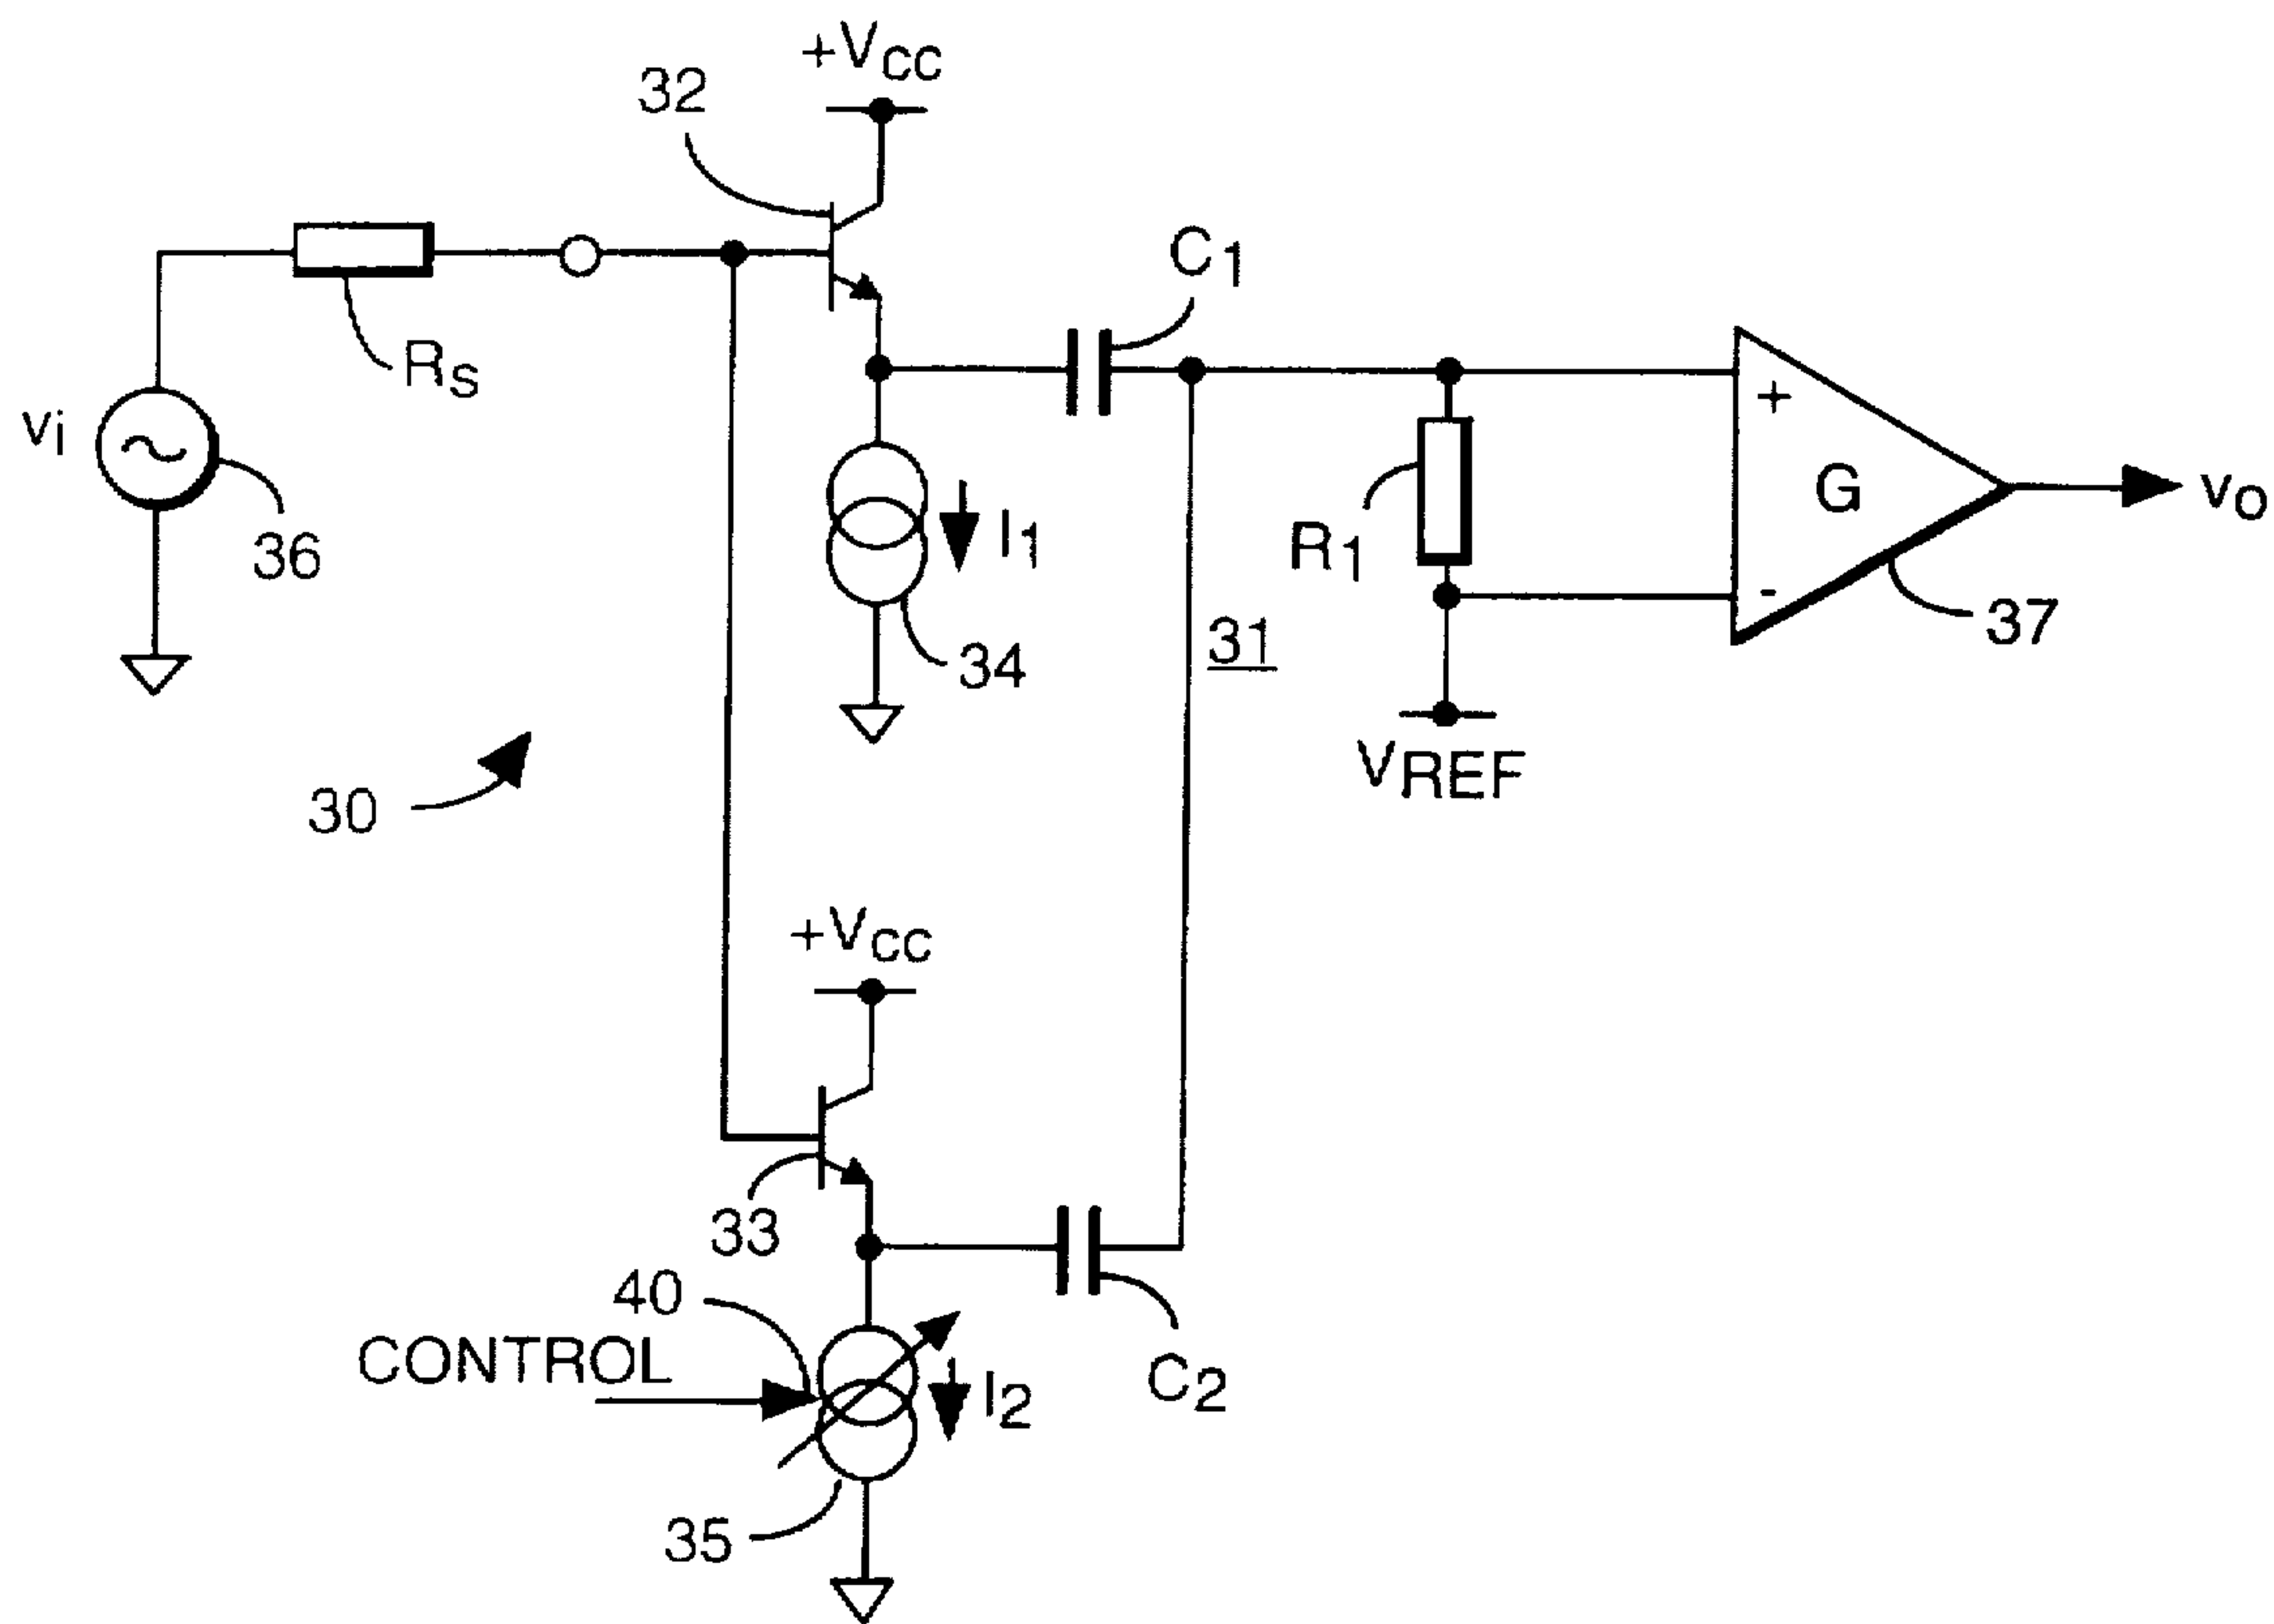 +Vcc
32
C1
Rs
vi
+
G
vo
36
I1
R1
-
37
31
34
VREF
30
+Vcc
33
40
CONTROL
I2
C2
35